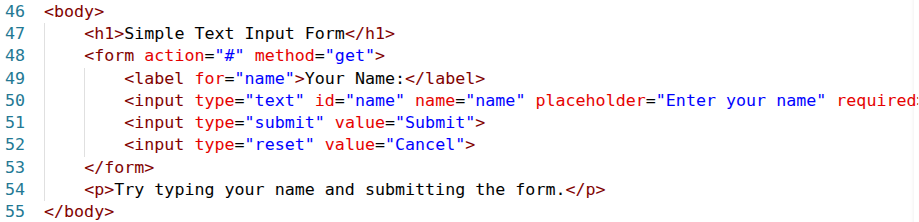 46 <body>
47     <h1>Simple Text Input Form</h1>
48     <form action="#" method="get">
49         <label for="name">Your Name:</label>
50         <input type="text" id="name" name="name" placeholder="Enter your name" required>
51         <input type="submit" value="Submit">
52         <input type="reset" value="Cancel">
53     </form>
54     <p>Try typing your name and submitting the form.</p>
55 </body>